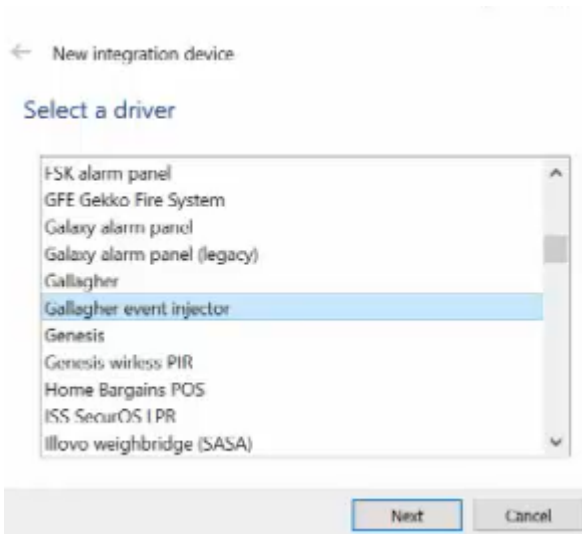 New integration device
Select a driver
FSK alarm panel
GFE Gekko Fire System
Galaxy alarm panel
Galaxy alarm panel (legacy)
Gallagher
Gallagher event injector
Genesis
Genesis wirless PIR
Home Bargains POS
ISS SecurOS LPR
Illovo weighbridge (SASA)
Next Cancel